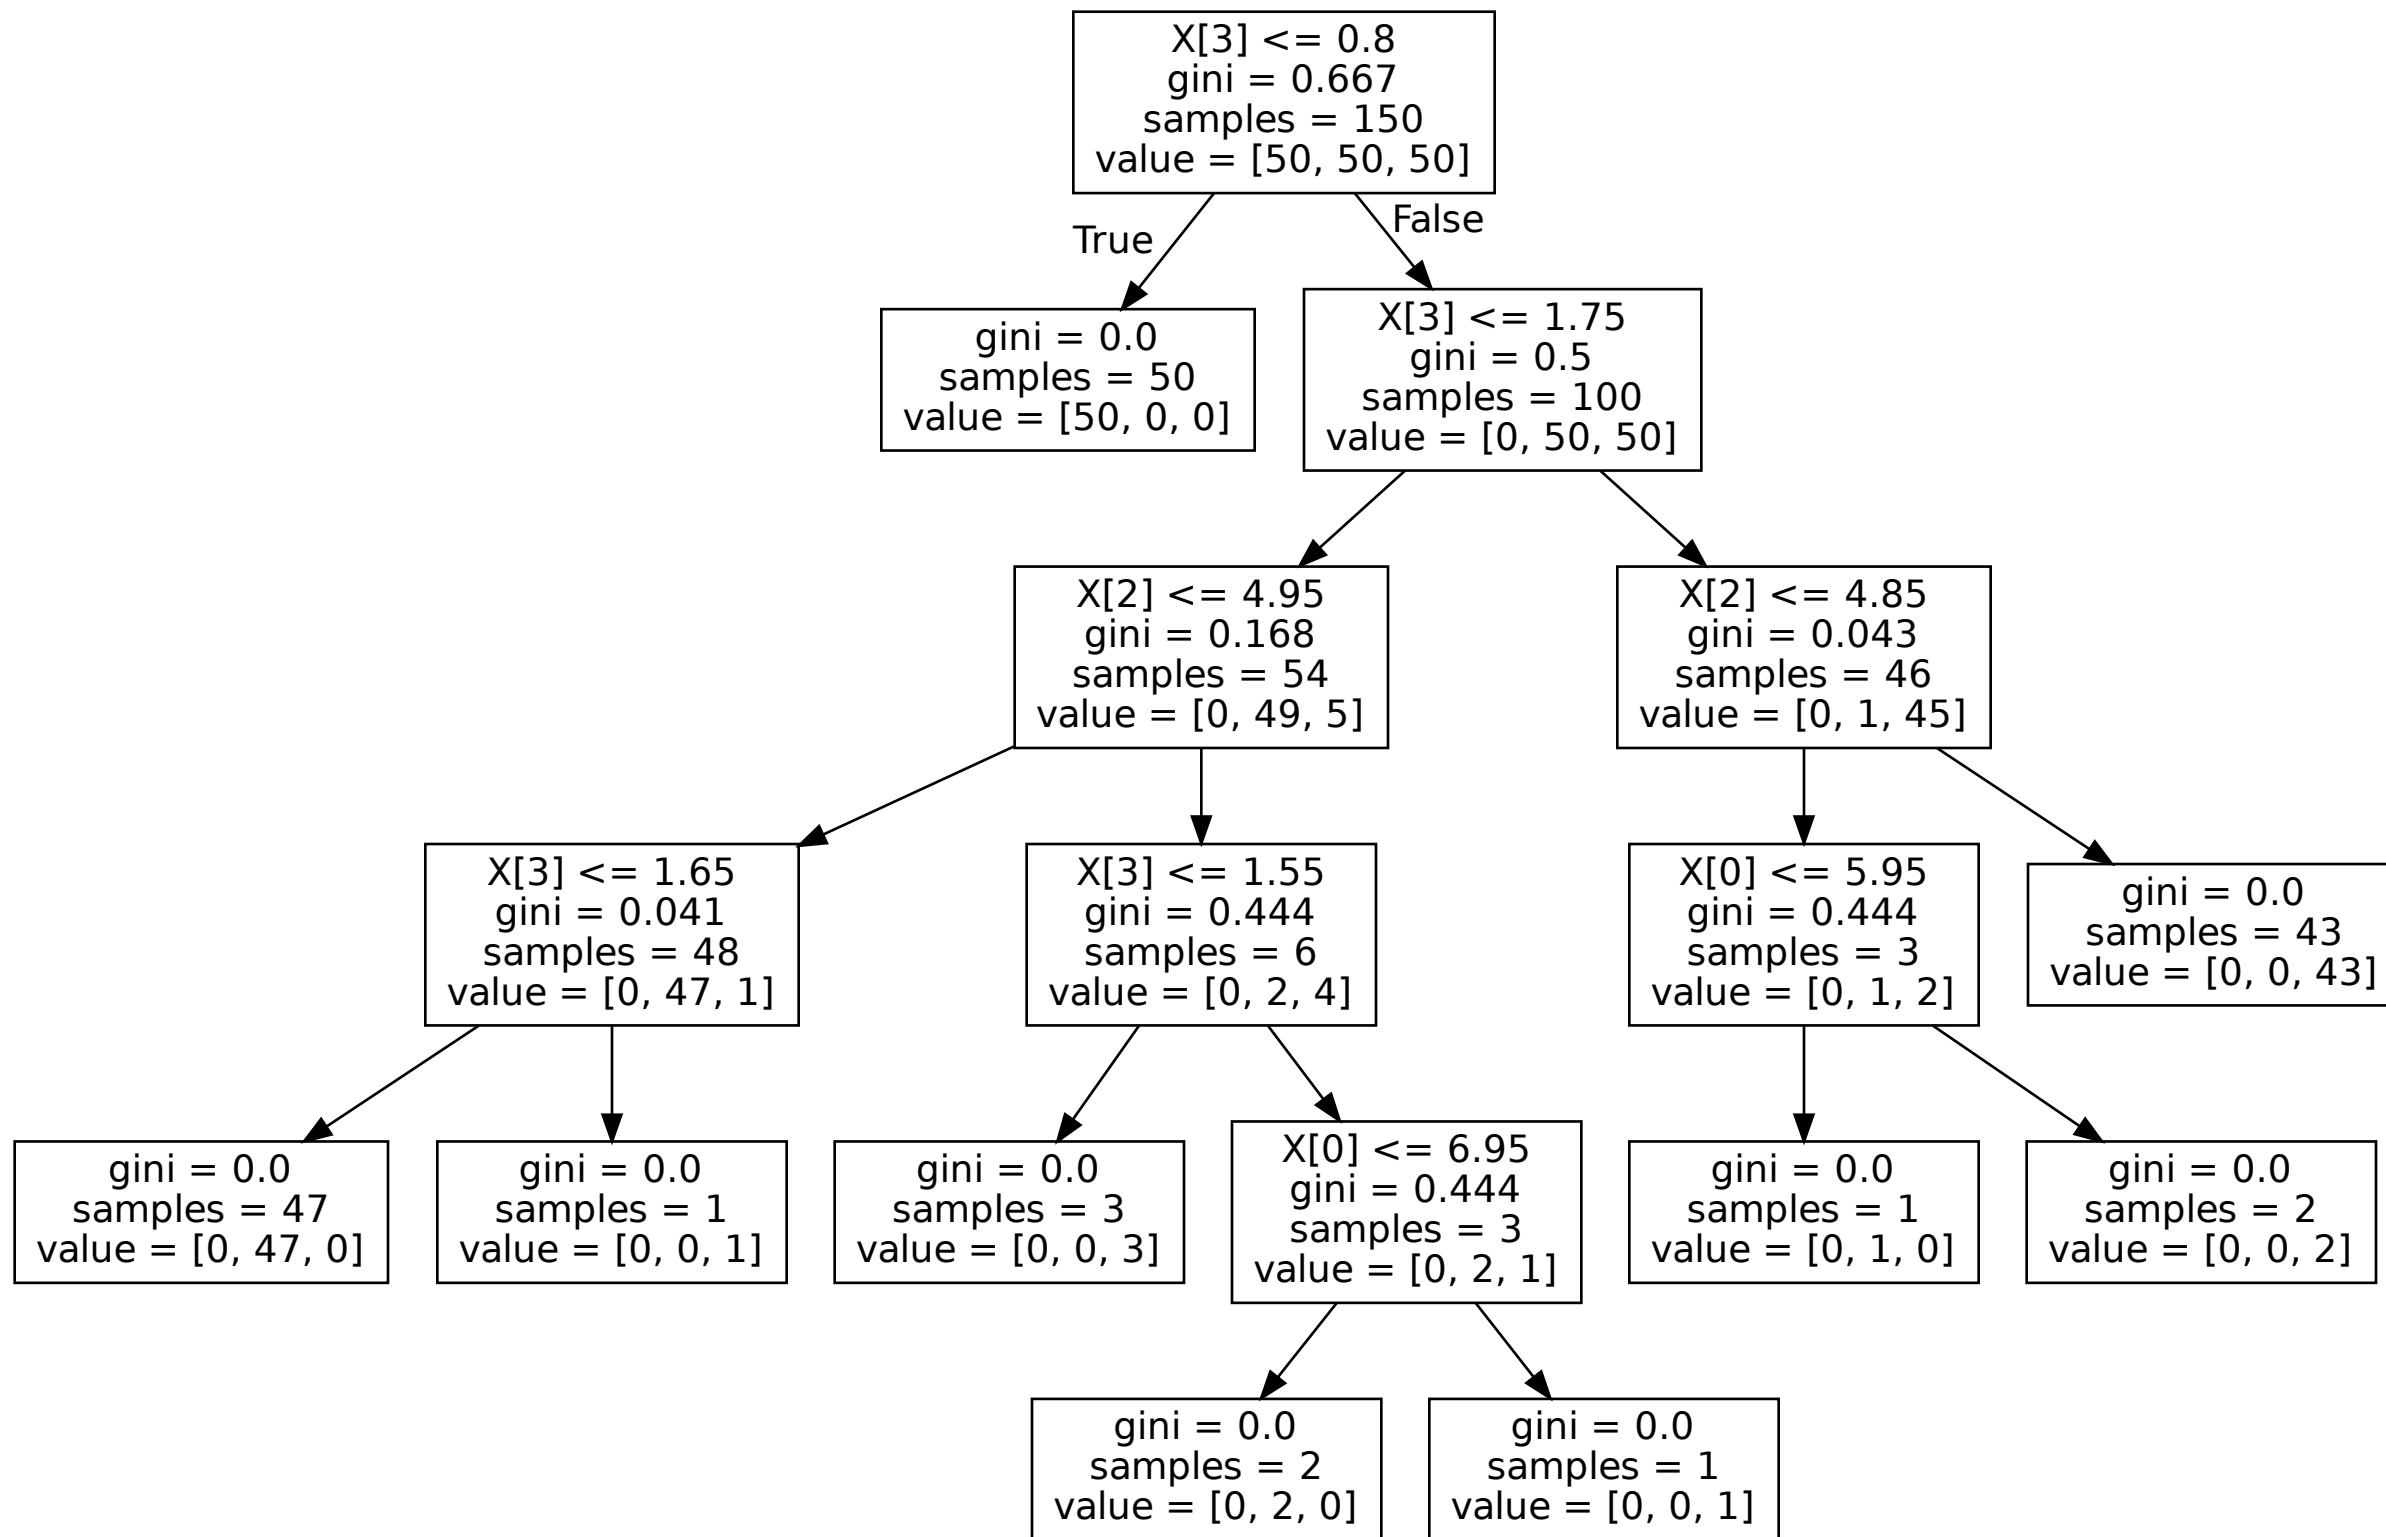 X[3] <= 0.8
gini = 0.667
samples = 150
value = [50, 50, 50]
True
False
gini = 0.0
samples = 50
value = [50, 0, 0]
X[3] <= 1.75
gini = 0.5
samples = 100
value = [0, 50, 50]
X[2] <= 4.95
gini = 0.168
samples = 54
value = [0, 49, 5]
X[2] <= 4.85
gini = 0.043
samples = 46
value = [0, 1, 45]
X[3] <= 1.65
gini = 0.041
samples = 48
value = [0, 47, 1]
X[3] <= 1.55
gini = 0.444
samples = 6
value = [0, 2, 4]
X[0] <= 5.95
gini = 0.444
samples = 3
value = [0, 1, 2]
gini = 0.0
samples = 43
value = [0, 0, 43]
gini = 0.0
samples = 47
value = [0, 47, 0]
gini = 0.0
samples = 1
value = [0, 0, 1]
gini = 0.0
samples = 3
value = [0, 0, 3]
X[0] <= 6.95
gini = 0.444
samples = 3
value = [0, 2, 1]
gini = 0.0
samples = 1
value = [0, 1, 0]
gini = 0.0
samples = 2
value = [0, 0, 2]
gini = 0.0
samples = 2
value = [0, 2, 0]
gini = 0.0
samples = 1
value = [0, 0, 1]